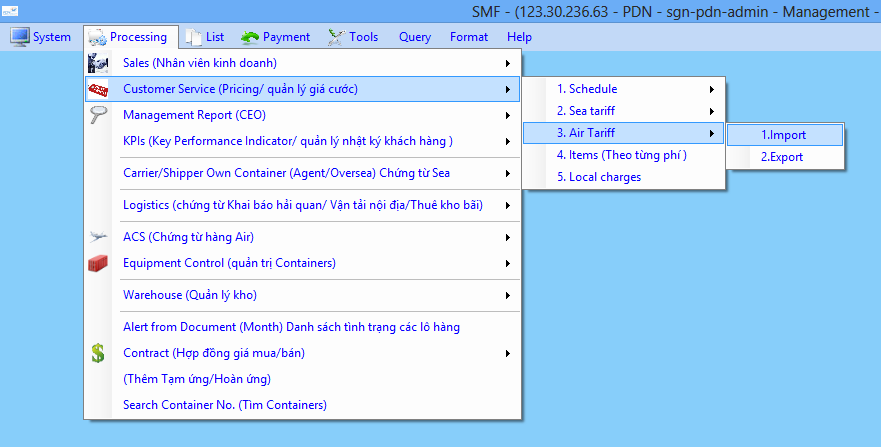 SMF - (123.30.236.63 - PDN - sgn-pdn-admin - Management -
System Processing List Payment Tools Query Format Help
Sales (Nhân viên kinh doanh)
Customer Service (Pricing/ quản lý giá cước)
Management Report (CEO)
KPIs (Key Performance Indicator/ quản lý nhật ký khách hàng )
Carrier/Shipper Own Container (Agent/Oversea) Chứng từ Sea
Logistics (chứng từ Khai báo hải quan/ Vận tải nội địa/Thuê kho bãi)
ACS (Chứng từ hàng Air)
Equipment Control (quản trị Containers)
Warehouse (Quản lý kho)
Alert from Document (Month) Danh sách tình trạng các lô hàng
Contract (Hợp đồng giá mua/bán)
(Thêm Tạm ứng/Hoàn ứng)
Search Container No. (Tìm Containers)
1. Schedule
2. Sea tariff
3. Air Tariff
4. Items (Theo từng phí )
5. Local charges
1.Import
2.Export